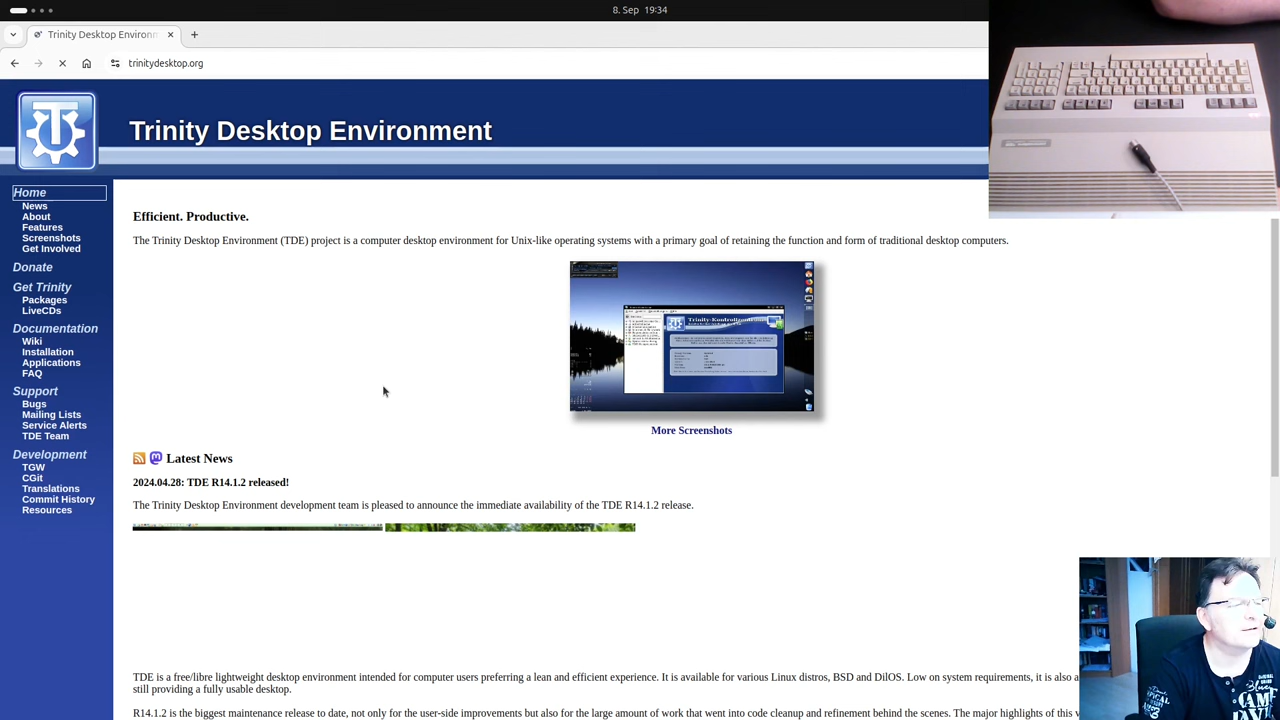 8. Sep 19:34
Trinity Desktop Environm
trinitydesktop.org
Trinity Desktop Environment
Home
News
About
Features
Screenshots
Get Involved
Donate
Get Trinity
Packages
LiveCDs
Documentation
Wiki
Installation
Applications
FAQ
Support
Bugs
Mailing Lists
Service Alerts
TDE Team
Development
TGW
CGit
Translations
Commit History
Resources
Efficient. Productive.
The Trinity Desktop Environment (TDE) project is a computer desktop environment for Unix-like operating systems with a primary goal of retaining the function and form of traditional desktop computers.
More Screenshots
Latest News
2024.04.28: TDE R14.1.2 released!
The Trinity Desktop Environment development team is pleased to announce the immediate availability of the TDE R14.1.2 release.
TDE is a free/libre lightweight desktop environment intended for computer users preferring a lean and efficient experience. It is available for various Linux distros, BSD and DilOS. Low on system requirements, it is also a
still providing a fully usable desktop.
R14.1.2 is the biggest maintenance release to date, not only for the user-side improvements but also for the large amount of work that went into code cleanup and refinement behind the scenes. The major highlights of this v